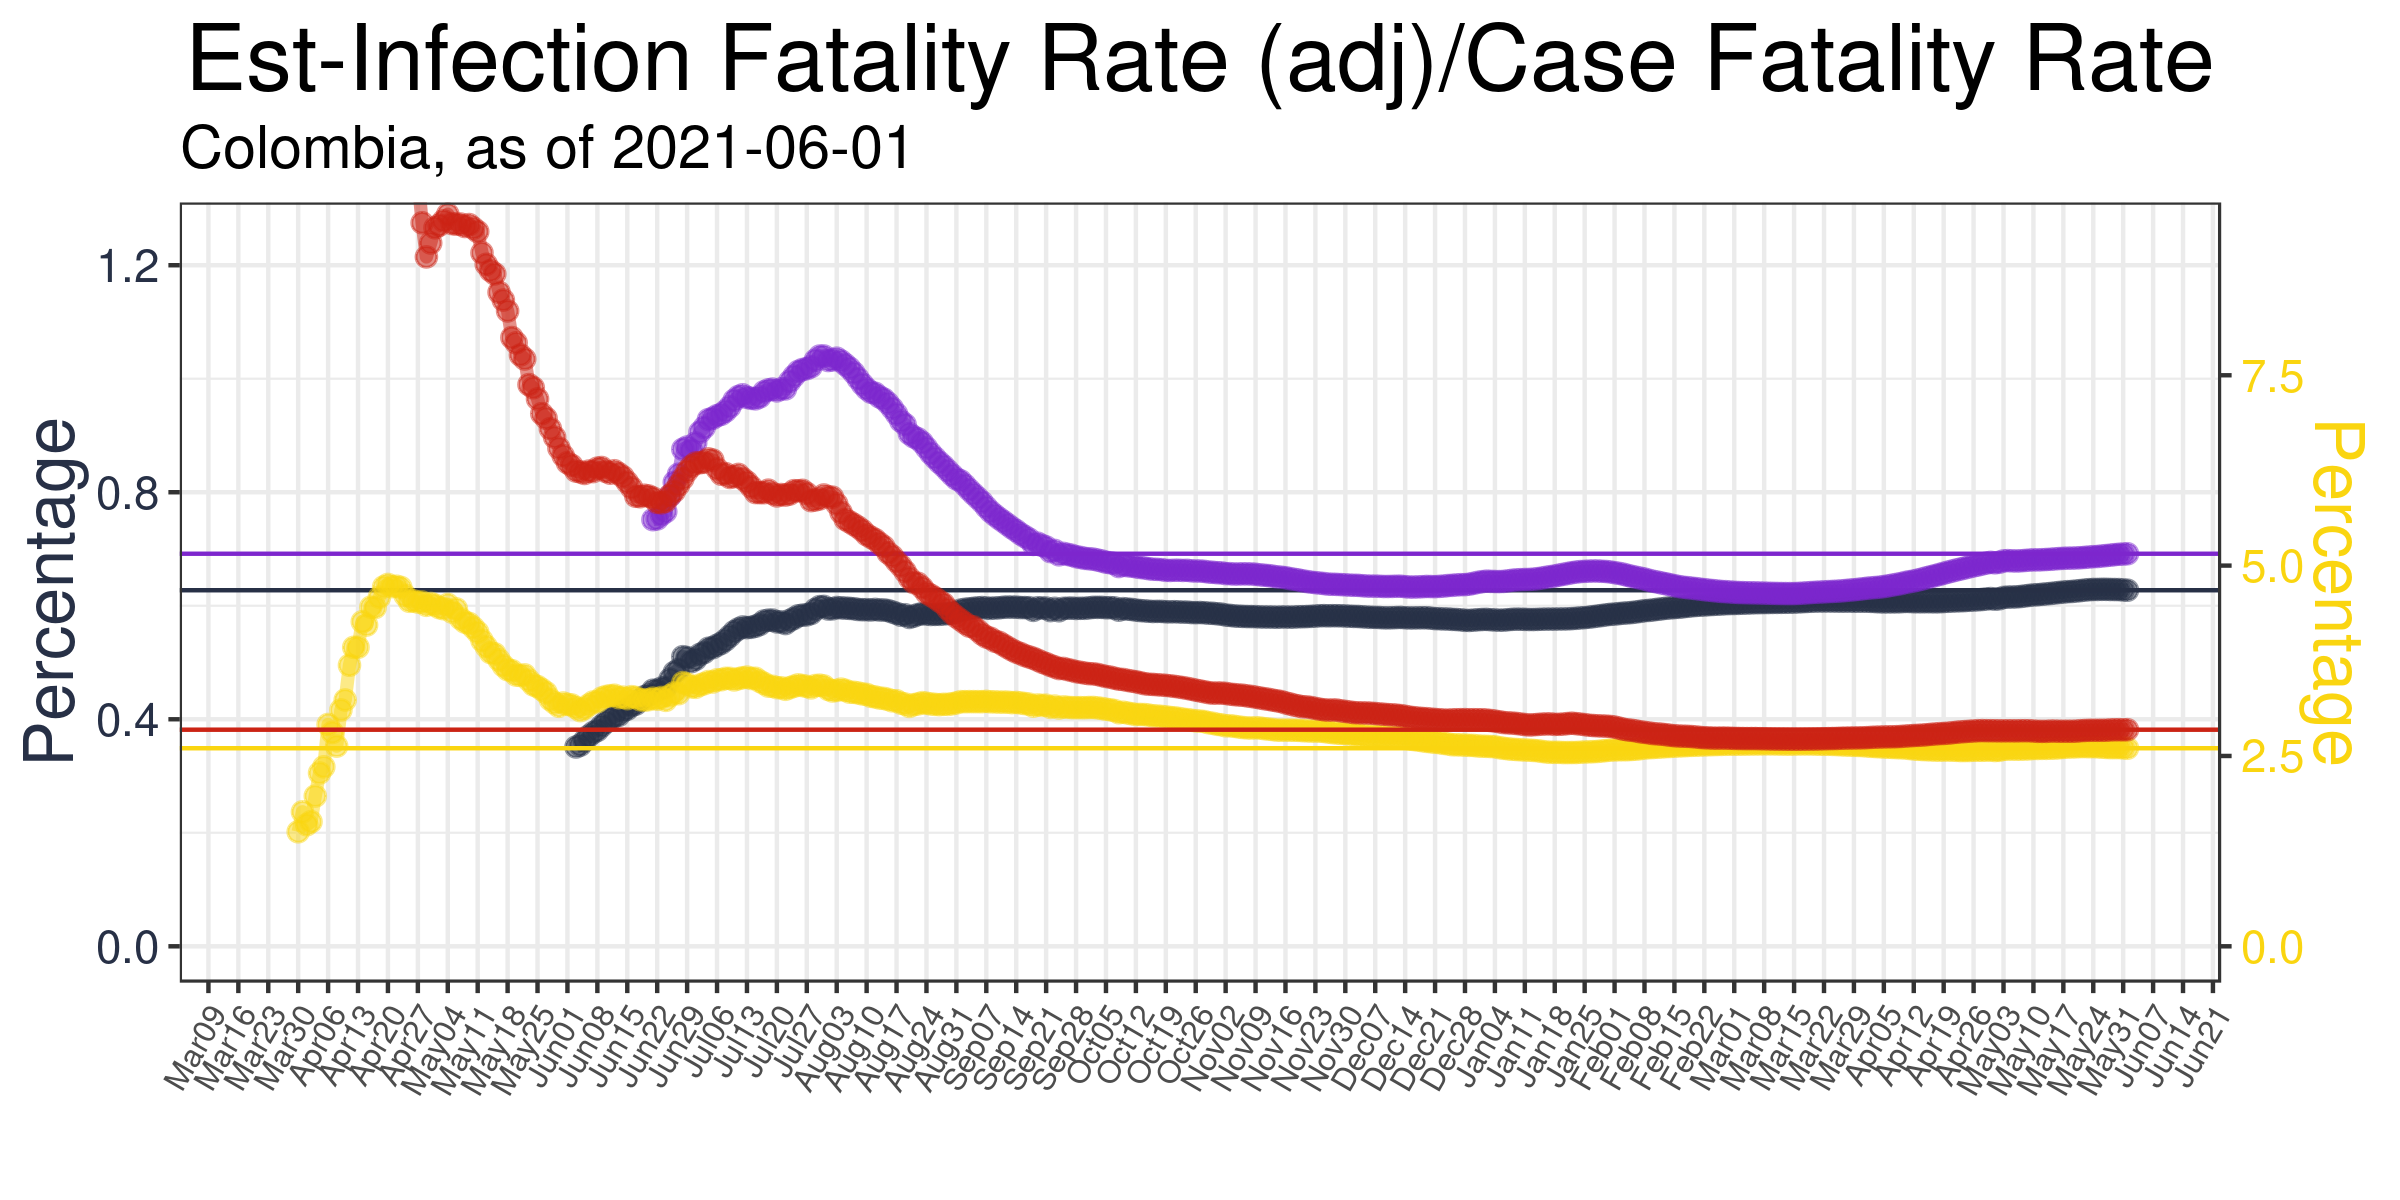 Est-Infection Fatality Rate (adj)/Case Fatality Rate
Colombia, as of 2021-06-01
Percentage
1.2
0.8
0.4
0.0
7.5
5.0
2.5
0.0
Percentage
Mar09
Mar16
Mar23
Mar30
Apr06
Apr13
Apr20
Apr27
May04
May11
May18
May25
Jun01
Jun08
Jun15
Jun22
Jun29
Jul06
Jul13
Jul20
Jul27
Aug03
Aug10
Aug17
Aug24
Aug31
Sep07
Sep14
Sep21
Sep28
Oct05
Oct12
Oct19
Oct26
Nov02
Nov09
Nov16
Nov23
Nov30
Dec07
Dec14
Dec21
Dec28
Jan04
Jan11
Jan18
Jan25
Feb01
Feb08
Feb15
Feb22
Mar01
Mar08
Mar15
Mar22
Mar29
Apr05
Apr12
Apr19
Apr26
May03
May10
May17
May24
May31
Jun07
Jun14
Jun21